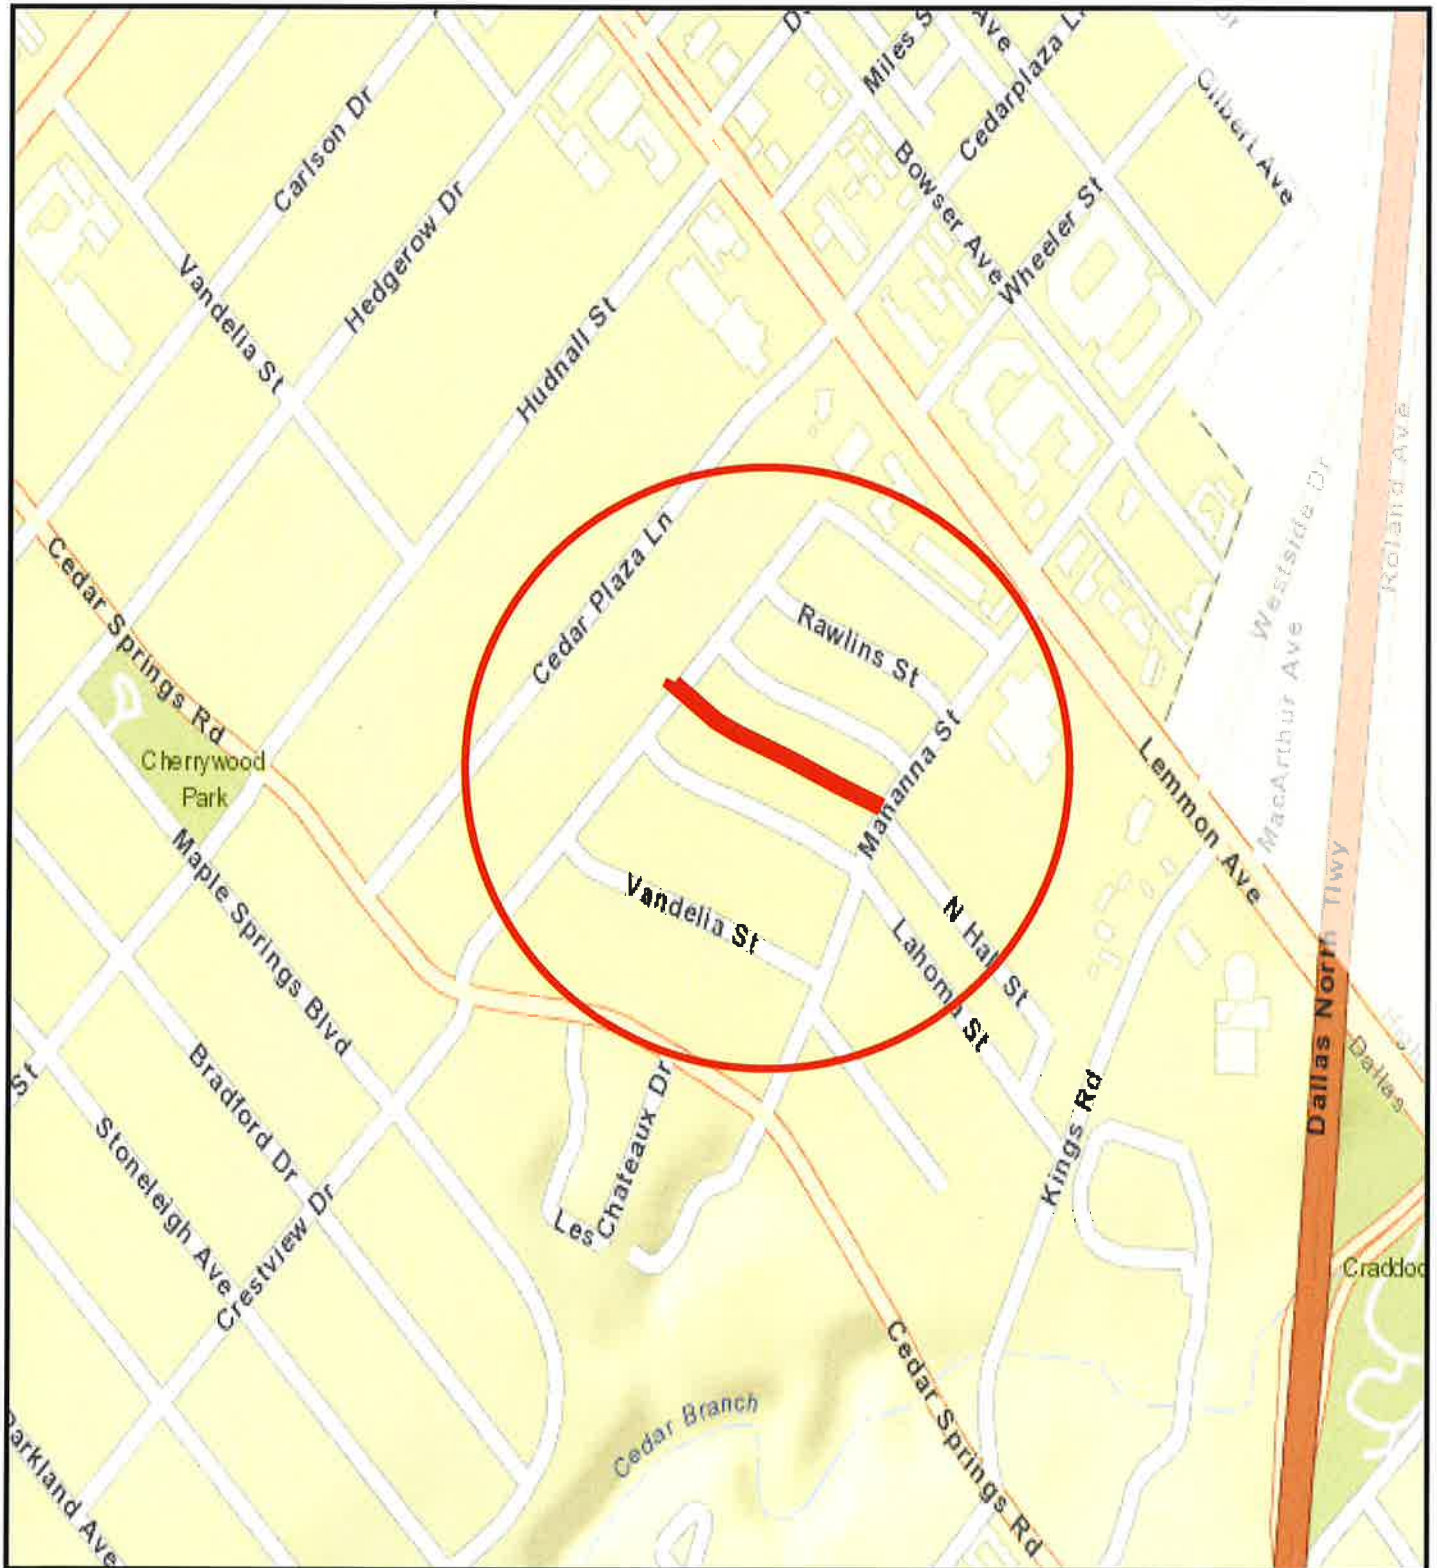 Miles S
Ave
Cedarplaza Ln
Gilbert Ave
Carlson Dr
Bowser Ave
Hedgerow Dr
Wheeler St
Vandelia St
Hudnall St
Roland Ave
Westside Dr
Cedar Plaza Ln
Cedar Springs Rd
Rawlins St
MacArthur Ave
Cherrywood
Park
Mananna St
Lemmon Ave
Maple Springs Blvd
Vandelia St
N Hall St
Lahoma St
Dallas North Tlwy
Dallas
St
Bradford Dr
Les Chateaux Dr
Kings Rd
Stoneleigh Ave
Crestview Dr
Craddoc
Cedar Branch
Cedar Springs Rd
Parkland Ave